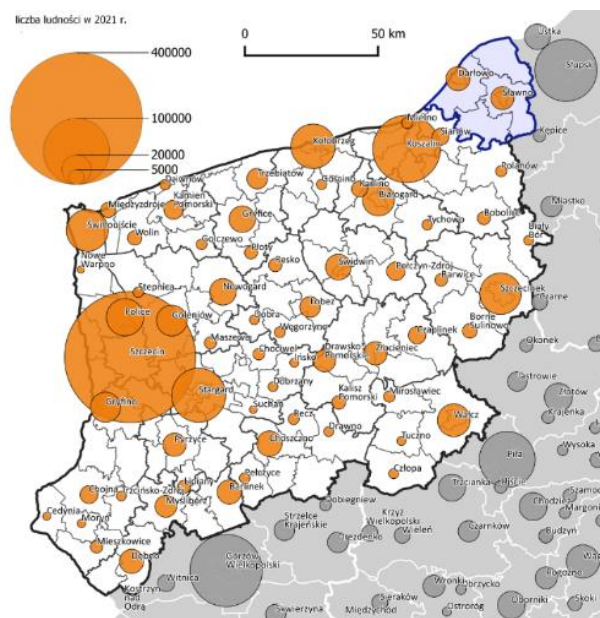 liczba ludności w 2021 r.
400000
0
50 km
100000
20000
5000
Ustka
Słupsk
Darłowo
Sławno
Mielno
Sianów
Kępice
Kołobrzeg
Koszalin
Polanów
Dziwnów
Trzebiatów
Gościno
Karlino
Białogard
Miastko
Międzyzdroje
Kamień
Pomorski
Świnoujście
Gryfice
Tychowo
Bobolice
Wolin
Golczewo
Płoty
Biały
Bór
Nowe
Warpno
Resko
Świdwin
Połczyn-Zdrój
Barwice
Szczecinek
Stepnica
Nowogard
Czarne
Police
Goleniów
Dobra
Łobez
Węgorzyno
Czaplinek
Borne
Sulinowo
Okonek
Szczecin
Maszewo
Chociwel
Ińsko
Drawsko
Pomorskie
Złocieniec
Jastrowie
Stargard
Dobrzany
Kalisz
Pomorski
Mirosławiec
Złotów
Gryfino
Suchań
Recz
Drawno
Wałcz
Krajenka
Pyrzyce
Choszczno
Tuczno
Wysoka
Piła
Człopa
Chojna
Trzcińsko-Zdrój
Lipiany
Pełczyce
Barlinek
Trzcianka
Ujście
Cedynia
Moryń
Myślibórz
Dobiegniew
Chodzież
Szamoc
Margoni
Mieszkowice
Strzelce
Krajeńskie
Krzyż
Wielkopolski
Drezdenko
Wieleń
Czarnków
Budzyń
Dębno
Gorzów
Wielkopolski
Witnica
Kostrzyn
nad
Odrą
Wronki
Obrzycko
Rogoźno
Wąg
Sieraków
Międzychód
Ostroróg
Oborniki
Skoki
Skwierzyna